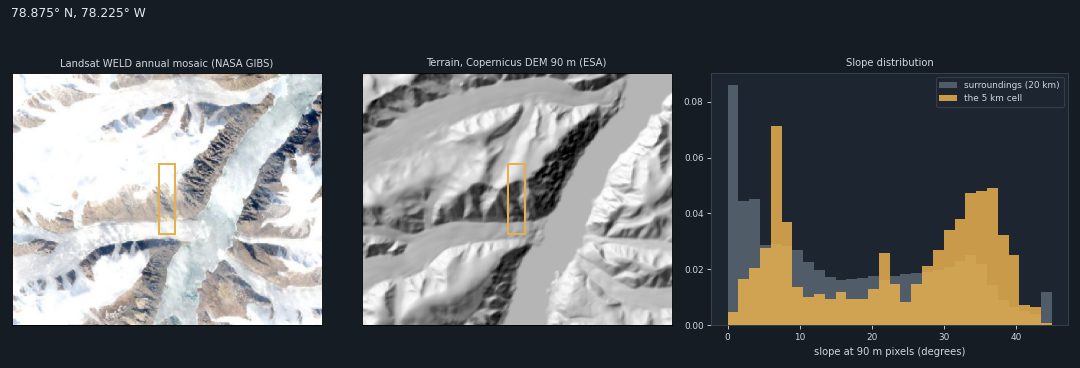 78.875° N, 78.225° W
Landsat WELD annual mosaic (NASA GIBS)
Terrain, Copernicus DEM 90 m (ESA)
Slope distribution
surroundings (20 km)
the 5 km cell
0.08
0.06
0.04
0.02
0.00
0 10 20 30 40
slope at 90 m pixels (degrees)